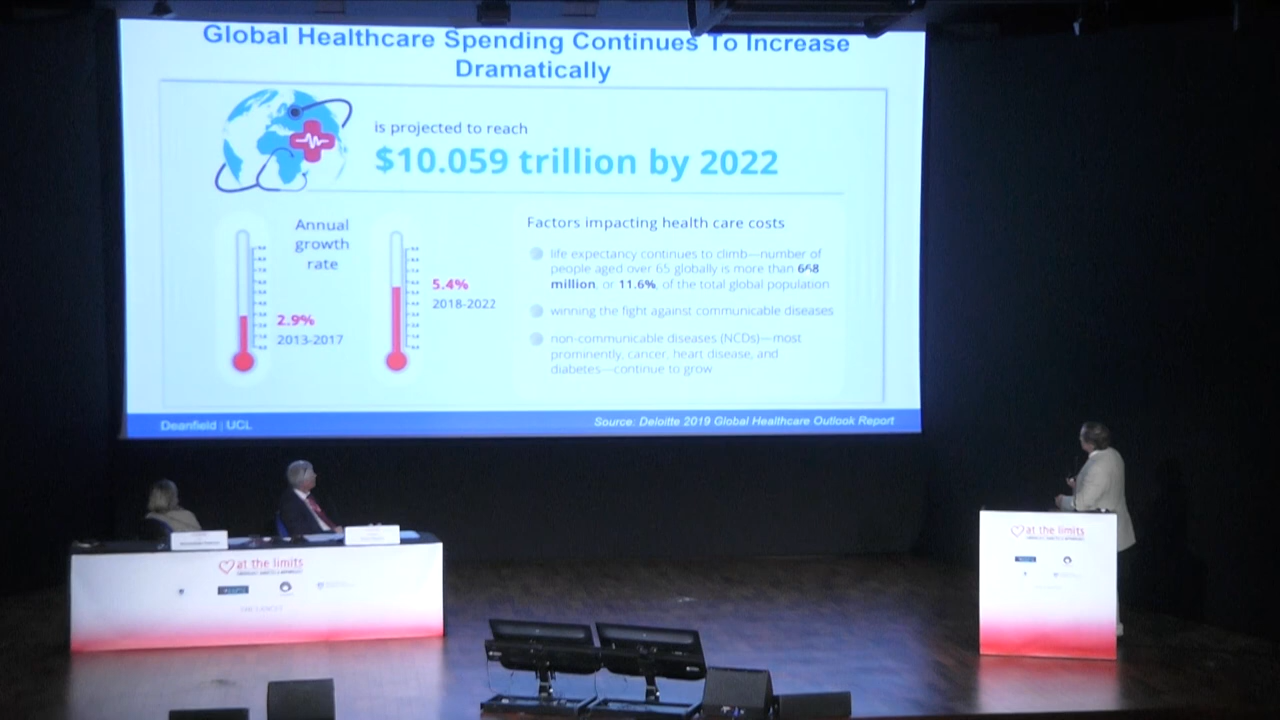 Global Healthcare Spending Continues To Increase
Dramatically
is projected to reach
$10.059 trillion by 2022
Annual
growth
rate
2.9%
2013-2017
5.4%
2018-2022
Factors impacting health care costs
life expectancy continues to climb—number of
people aged over 65 globally is more than 668
million, or 11.6%, of the total global population
winning the fight against communicable diseases
non-communicable diseases (NCDs)—most
prominently, cancer, heart disease, and
diabetes—continue to grow
Deanfield | UCL
Source: Deloitte 2019 Global Healthcare Outlook Report
at the limits
at the limits